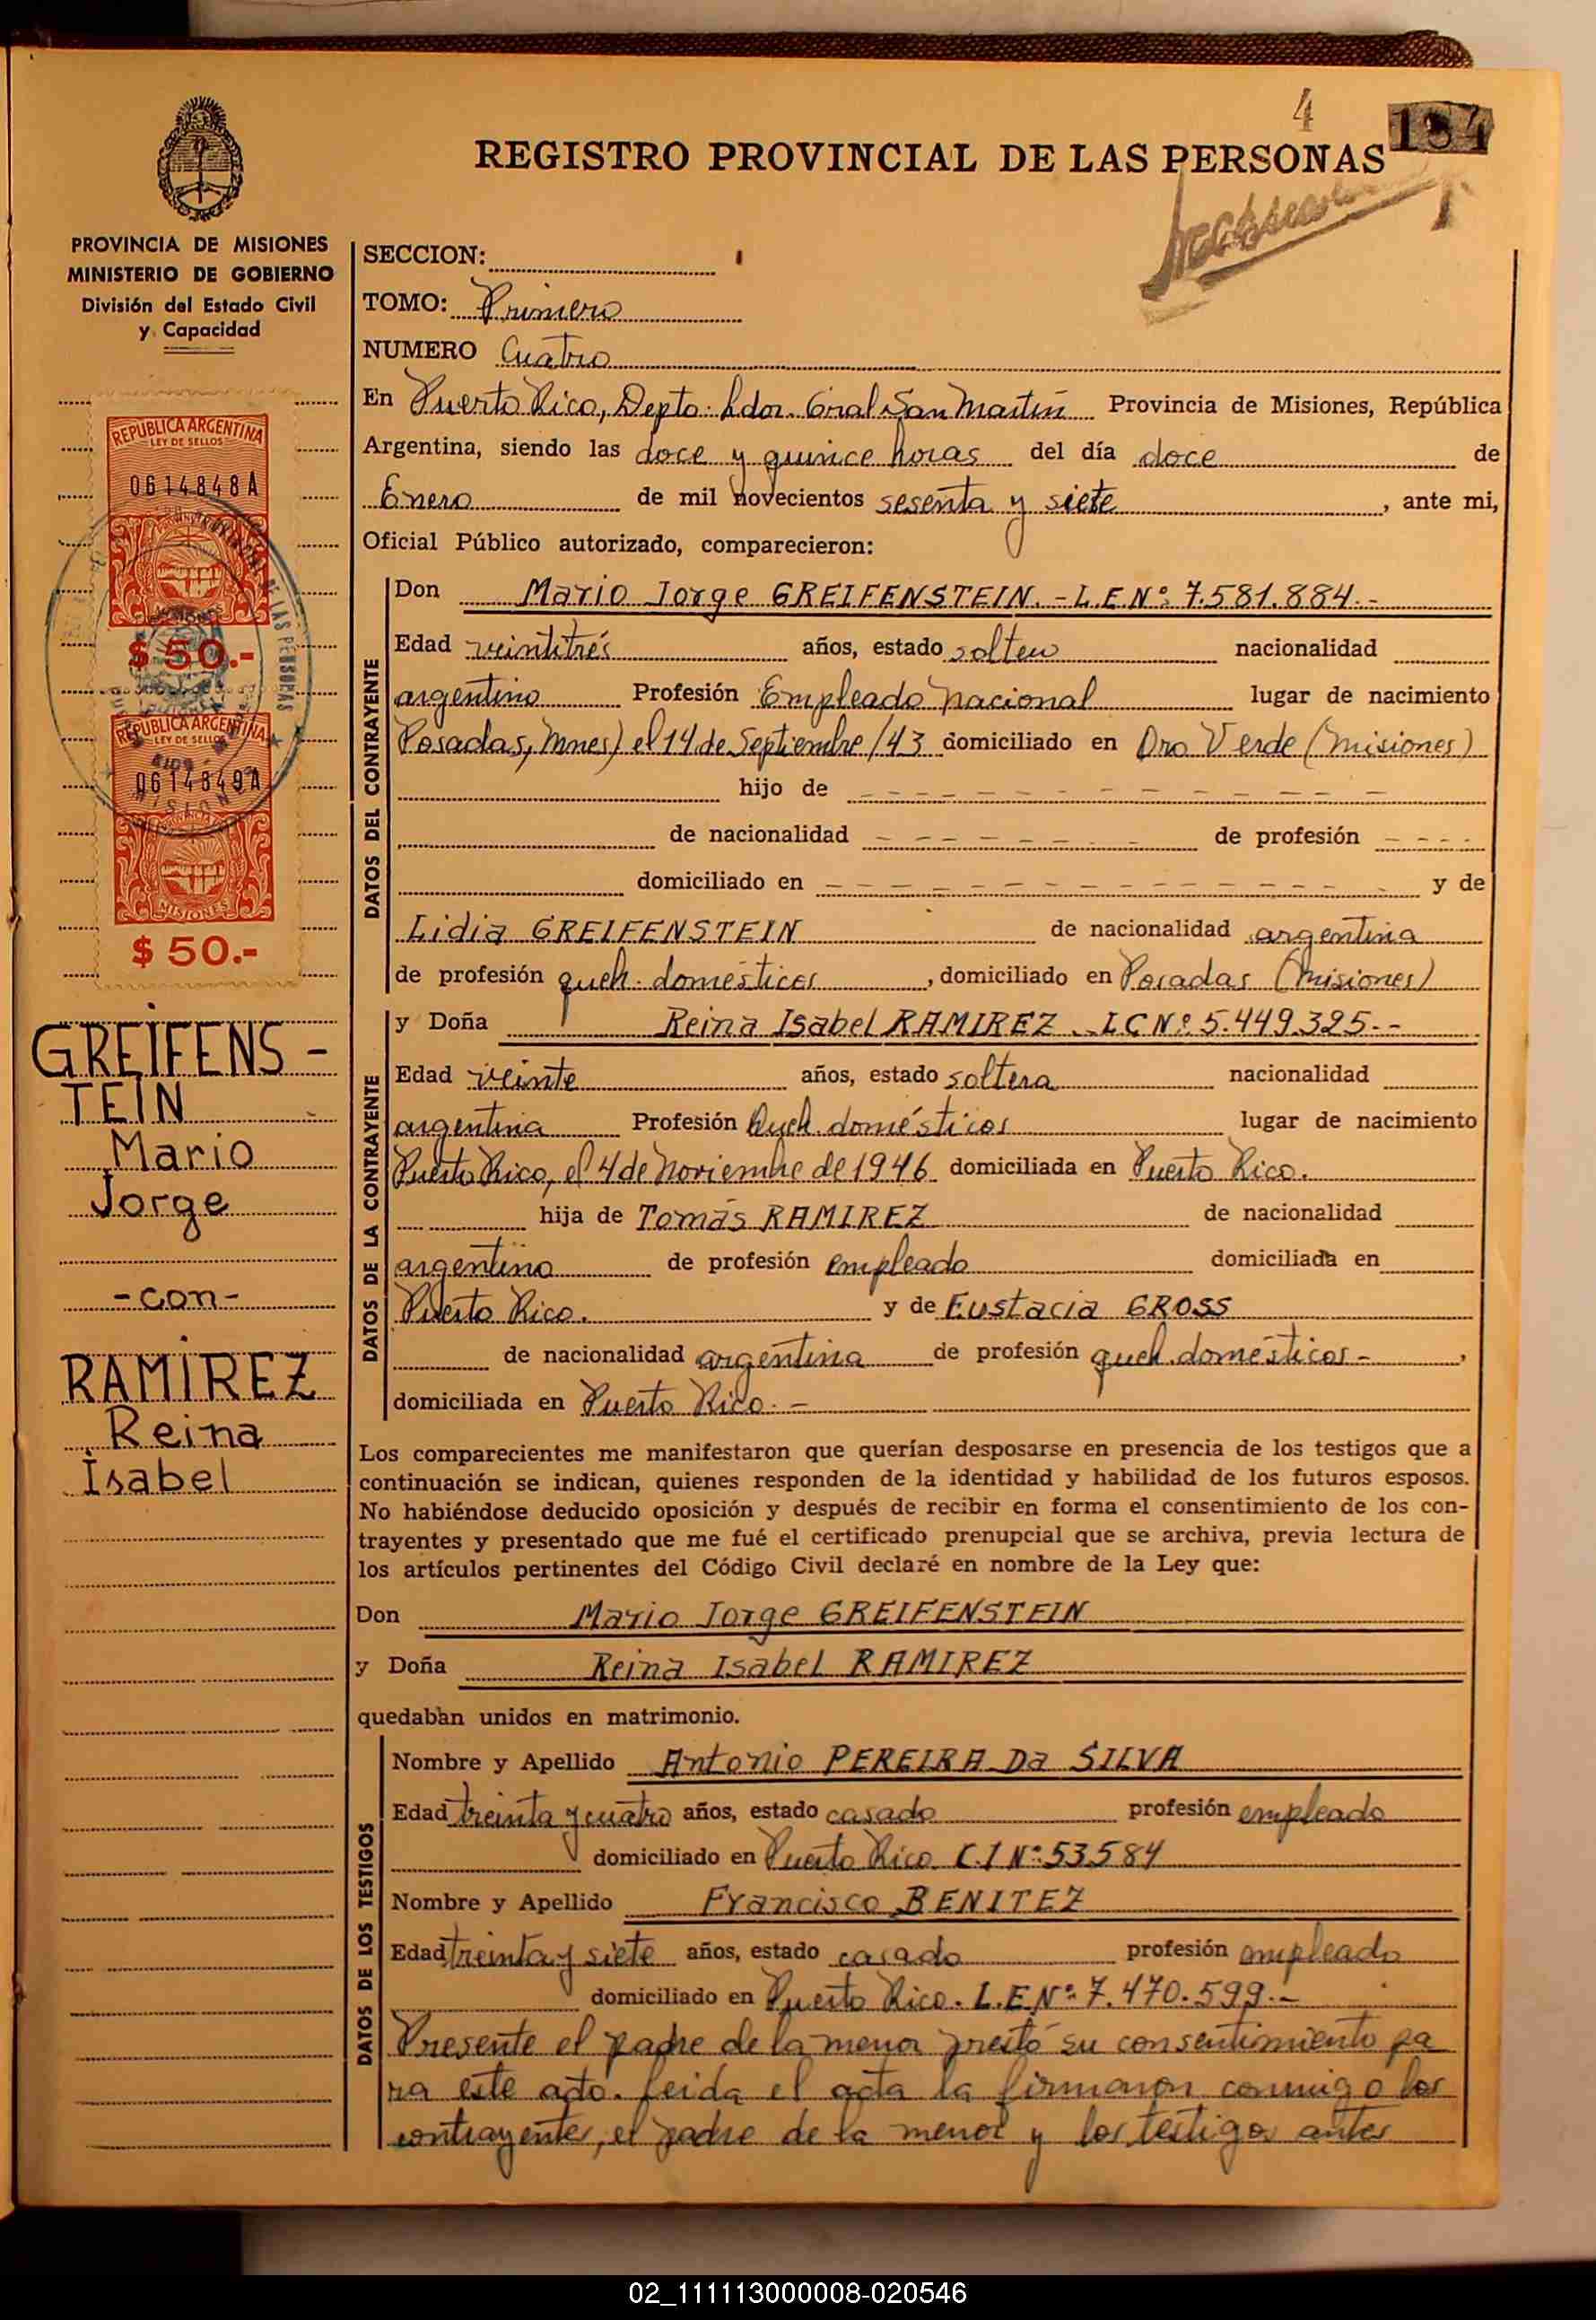 4
REGISTRO PROVINCIAL DE LAS PERSONAS
PROVINCIA DE MISIONES
MINISTERIO DE GOBIERNO
División del Estado Civil
y Capacidad
REPUBLICA ARGENTINA
LEY DE SELLOS
0614848A
MISIONES
$ 50.-
REPUBLICA ARGENTINA
LEY DE SELLOS
0614849A
MISIONES
$ 50.-
GREIFENS-
TEIN
Mario
Jorge
-con-
RAMIREZ
Reina
Isabel
SECCION:
TOMO: Primero
NUMERO Cuatro
En Puerto Rico, Depto. Ldor. Gral San Martín Provincia de Misiones, República
Argentina, siendo las doce y quince horas del día doce de
Enero de mil novecientos sesenta y siete, ante mi,
Oficial Público autorizado, comparecieron:
DATOS DEL CONTRAYENTE
Don Mario Jorge GREIFENSTEIN. - L.E.Nº 7.581.884.-
Edad veintitrés años, estado soltero nacionalidad
argentino Profesión Empleado Nacional lugar de nacimiento
Posadas, Mnes) el 14 de Septiembre/43 domiciliado en Oro Verde (Misiones)
hijo de - - - - - - - - - - - - -
de nacionalidad - - - - - - - de profesión - - - -
domiciliado en - - - - - - - - - - - - - y de
Lidia GREIFENSTEIN de nacionalidad argentina
de profesión queh. domésticos, domiciliado en Posadas (Misiones)
DATOS DE LA CONTRAYENTE
y Doña Reina Isabel RAMIREZ. L C Nº 5.449.325.--
Edad veinte años, estado soltera nacionalidad
argentina Profesión Queh. domésticos lugar de nacimiento
Puerto Rico, el 4 de Noviembre de 1946 domiciliada en Puerto Rico.
hija de Tomás RAMIREZ de nacionalidad
argentino de profesión empleado domiciliada en
Puerto Rico. y de Eustacia GROSS
de nacionalidad argentina de profesión queh. domésticos-,
domiciliada en Puerto Rico.-
Los comparecientes me manifestaron que querían desposarse en presencia de los testigos que a
continuación se indican, quienes responden de la identidad y habilidad de los futuros esposos.
No habiéndose deducido oposición y después de recibir en forma el consentimiento de los con-
trayentes y presentado que me fué el certificado prenupcial que se archiva, previa lectura de
los artículos pertinentes del Código Civil declaré en nombre de la Ley que:
Don Mario Jorge GREIFENSTEIN
y Doña Reina Isabel RAMIREZ
quedaban unidos en matrimonio.
DATOS DE LOS TESTIGOS
Nombre y Apellido Antonio PEREIRA Da SILVA
Edad treinta y cuatro años, estado casado profesión empleado
domiciliado en Puerto Rico C.I Nº 53584
Nombre y Apellido Francisco BENITEZ
Edad treinta y siete años, estado casado profesión empleado
domiciliado en Puerto Rico. L.E.Nº 7.470.599.-
Presente el padre de la menor prestó su consentimiento pa
ra este acto. Leida el acta la firmaron conmigo los
contrayentes, el padre de la menor y los testigos antes
02_111113000008-020546